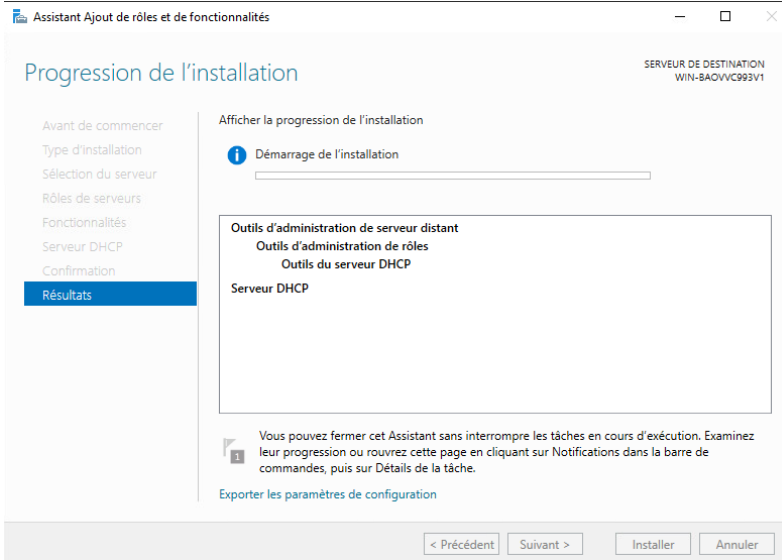 Assistant Ajout de rôles et de fonctionnalités
Progression de l'installation
SERVEUR DE DESTINATION
WIN-BAOVVC993V1
Avant de commencer
Type d'installation
Sélection du serveur
Rôles de serveurs
Fonctionnalités
Serveur DHCP
Confirmation
Résultats
Afficher la progression de l'installation
Démarrage de l'installation
Outils d'administration de serveur distant
Outils d'administration de rôles
Outils du serveur DHCP
Serveur DHCP
1
Vous pouvez fermer cet Assistant sans interrompre les tâches en cours d'exécution. Examinez
leur progression ou rouvrez cette page en cliquant sur Notifications dans la barre de
commandes, puis sur Détails de la tâche.
Exporter les paramètres de configuration
< Précédent
Suivant >
Installer
Annuler